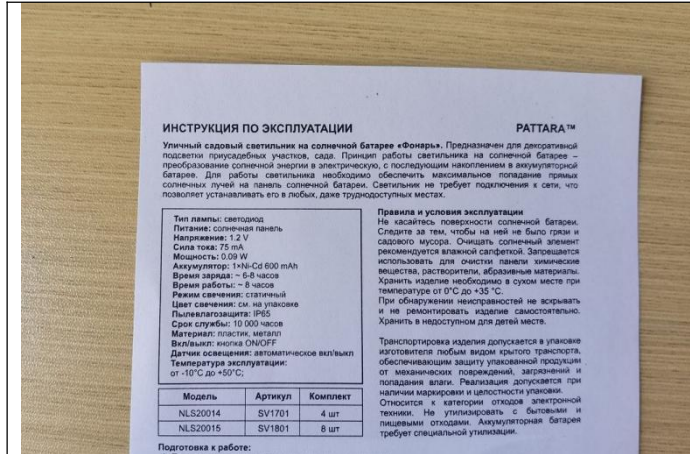 ИНСТРУКЦИЯ ПО ЭКСПЛУАТАЦИИ PATTARA™
Уличный садовый светильник на солнечной батарее «Фонарь». Предназначен для декоративной
подсветки приусадебных участков, сада. Принцип работы светильника на солнечной батарее –
преобразование солнечной энергии в электрическую, с последующим накоплением в аккумуляторной
батарее. Для работы светильника необходимо обеспечить максимальное попадание прямых
солнечных лучей на панель солнечной батареи. Светильник не требует подключения к сети, что
позволяет устанавливать его в любых, даже труднодоступных местах.
Тип лампы: светодиод
Питание: солнечная панель
Напряжение: 1.2 V
Сила тока: 75 mA
Мощность: 0.09 W
Аккумулятор: 1×Ni-Cd 600 mAh
Время заряда: ~ 6-8 часов
Время работы: ~ 8 часов
Режим свечения: статичный
Цвет свечения: см. на упаковке
Пылевлагозащита: IP65
Срок службы: 10 000 часов
Материал: пластик, металл
Вкл/выкл: кнопка ON/OFF
Датчик освещения: автоматическое вкл/выкл
Температура эксплуатации:
от -10°C до +50°C;
Модель Артикул Комплект
NLS20014 SV1701 4 шт
NLS20015 SV1801 8 шт
Подготовка к работе:
Правила и условия эксплуатации
Не касайтесь поверхности солнечной батареи.
Следите за тем, чтобы на ней не было грязи и
садового мусора. Очищать солнечный элемент
рекомендуется влажной салфеткой. Запрещается
использовать для очистки панели химические
вещества, растворители, абразивные материалы.
Хранить изделие необходимо в сухом месте при
температуре от 0°C до +35 °C.
При обнаружении неисправностей не вскрывать
и не ремонтировать изделие самостоятельно.
Хранить в недоступном для детей месте.
Транспортировка изделия допускается в упаковке
изготовителя любым видом крытого транспорта,
обеспечивающим защиту упакованной продукции
от механических повреждений, загрязнений и
попадания влаги. Реализация допускается при
наличии маркировки и целостности упаковки.
Относится к категории отходов электронной
техники. Не утилизировать с бытовыми и
пищевыми отходами. Аккумуляторная батарея
требует специальной утилизации.